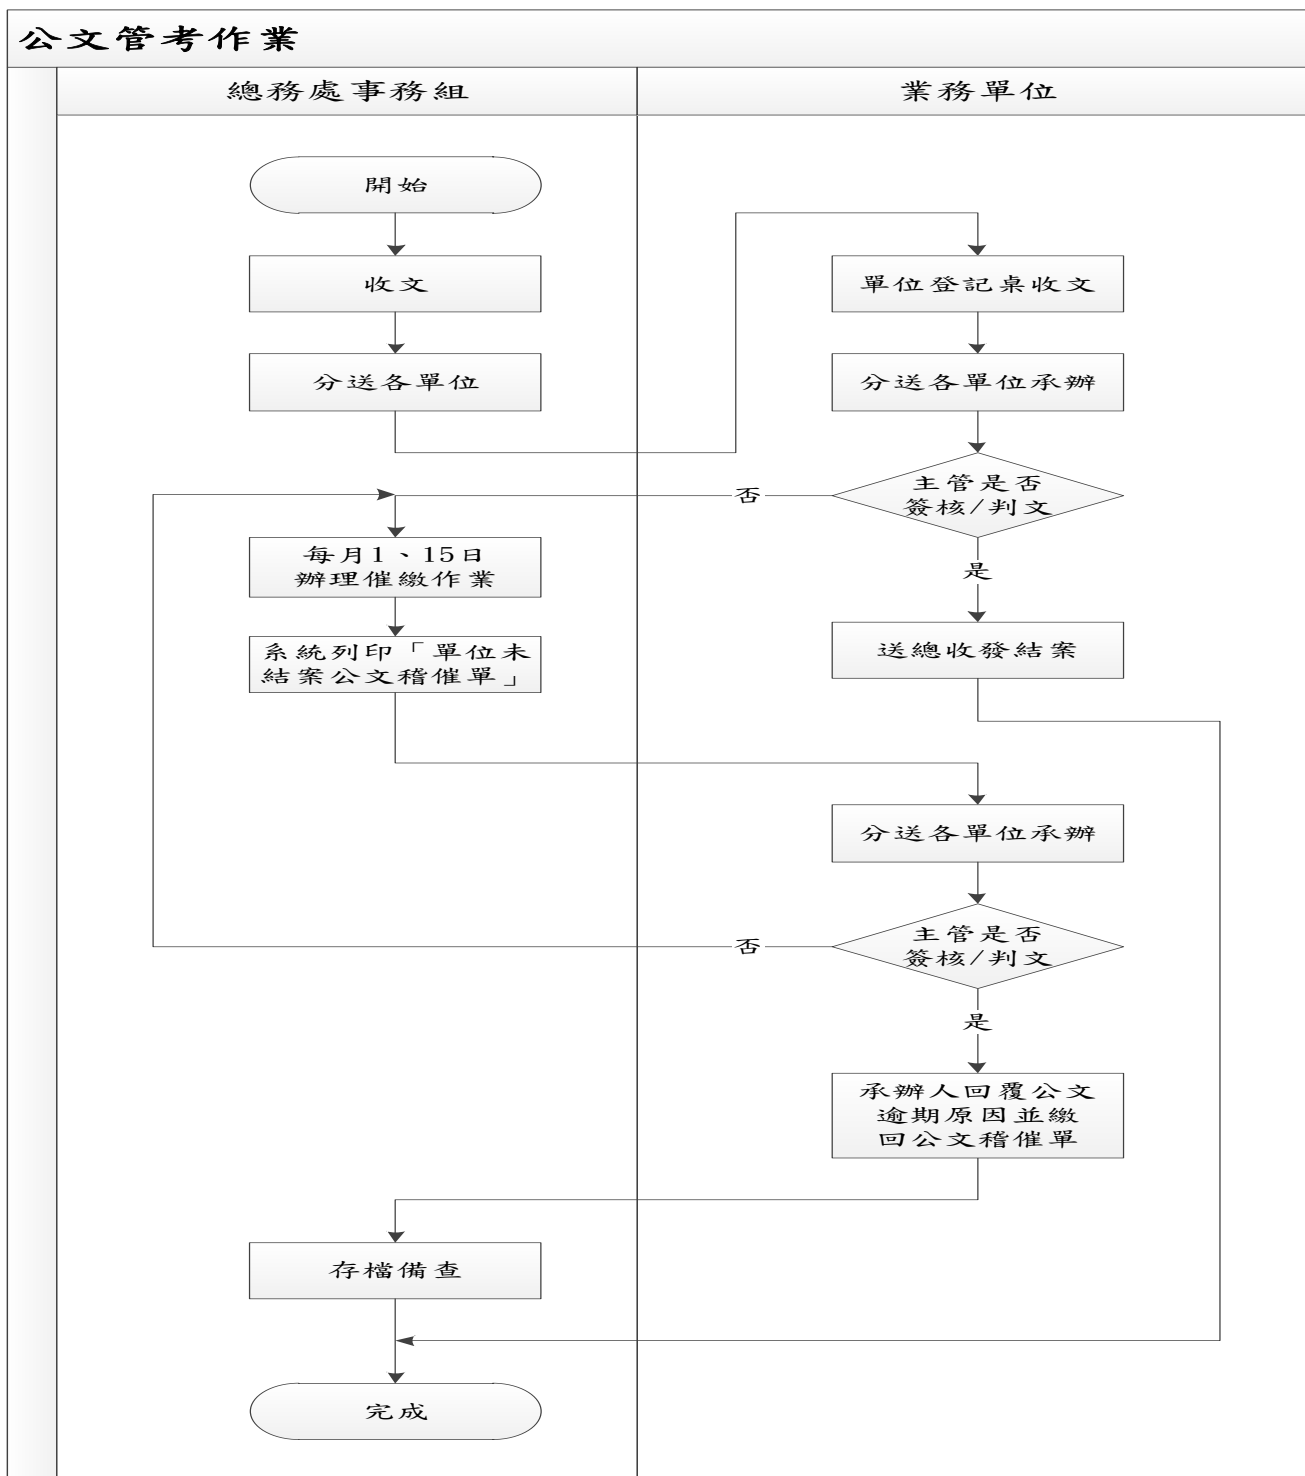 公文管考作業
總務處事務組
業務單位
開始
收文
分送各單位
單位登記桌收文
分送各單位承辦
主管是否
簽核/判文
否
是
每月1、15日
辦理催繳作業
系統列印「單位未
結案公文稽催單」
送總收發結案
分送各單位承辦
主管是否
簽核/判文
否
是
承辦人回覆公文
逾期原因並繳
回公文稽催單
存檔備查
完成